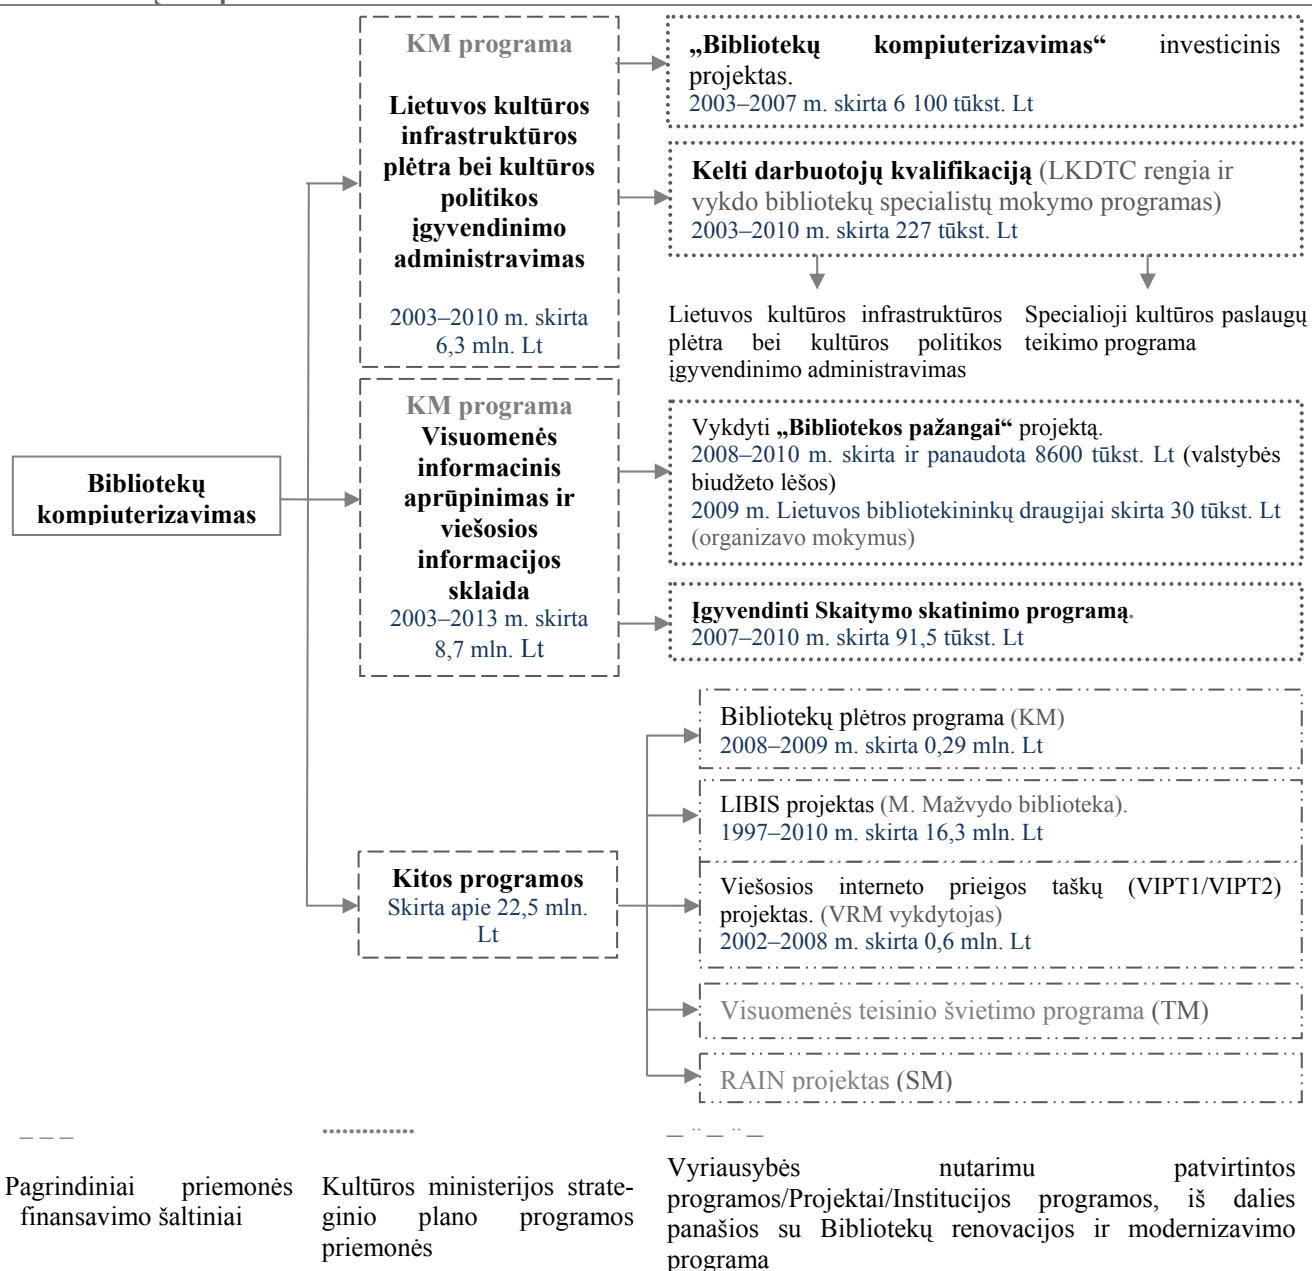 KM programa
Lietuvos kultūros
infrastruktūros
plėtra bei kultūros
politikos
įgyvendinimo
administravimas
2003–2010 m. skirta
6,3 mln. Lt
„Bibliotekų kompiuterizavimas“ investicinis
projektas.
2003–2007 m. skirta 6 100 tūkst. Lt
Kelti darbuotojų kvalifikaciją (LKDTC rengia ir
vykdo bibliotekų specialistų mokymo programas)
2003–2010 m. skirta 227 tūkst. Lt
Lietuvos kultūros infrastruktūros
plėtra bei kultūros politikos
įgyvendinimo administravimas
Specialioji kultūros paslaugų
teikimo programa
Bibliotekų
kompiuterizavimas
KM programa
Visuomenės
informacinis
aprūpinimas ir
viešosios
informacijos
sklaida
2003–2013 m. skirta
8,7 mln. Lt
Vykdyti „Bibliotekos pažangai“ projektą.
2008–2010 m. skirta ir panaudota 8600 tūkst. Lt (valstybės
biudžeto lėšos)
2009 m. Lietuvos bibliotekininkų draugijai skirta 30 tūkst. Lt
(organizavo mokymus)
Įgyvendinti Skaitymo skatinimo programą.
2007–2010 m. skirta 91,5 tūkst. Lt
Kitos programos
Skirta apie 22,5 mln.
Lt
Bibliotekų plėtros programa (KM)
2008–2009 m. skirta 0,29 mln. Lt
LIBIS projektas (M. Mažvydo biblioteka).
1997–2010 m. skirta 16,3 mln. Lt
Viešosios interneto prieigos taškų (VIPT1/VIPT2)
projektas. (VRM vykdytojas)
2002–2008 m. skirta 0,6 mln. Lt
Visuomenės teisinio švietimo programa (TM)
RAIN projektas (SM)
Pagrindiniai priemonės
finansavimo šaltiniai
Kultūros ministerijos strate-
ginio plano programos
priemonės
Vyriausybės nutarimu patvirtintos
programos/Projektai/Institucijos programos, iš dalies
panašios su Bibliotekų renovacijos ir modernizavimo
programa